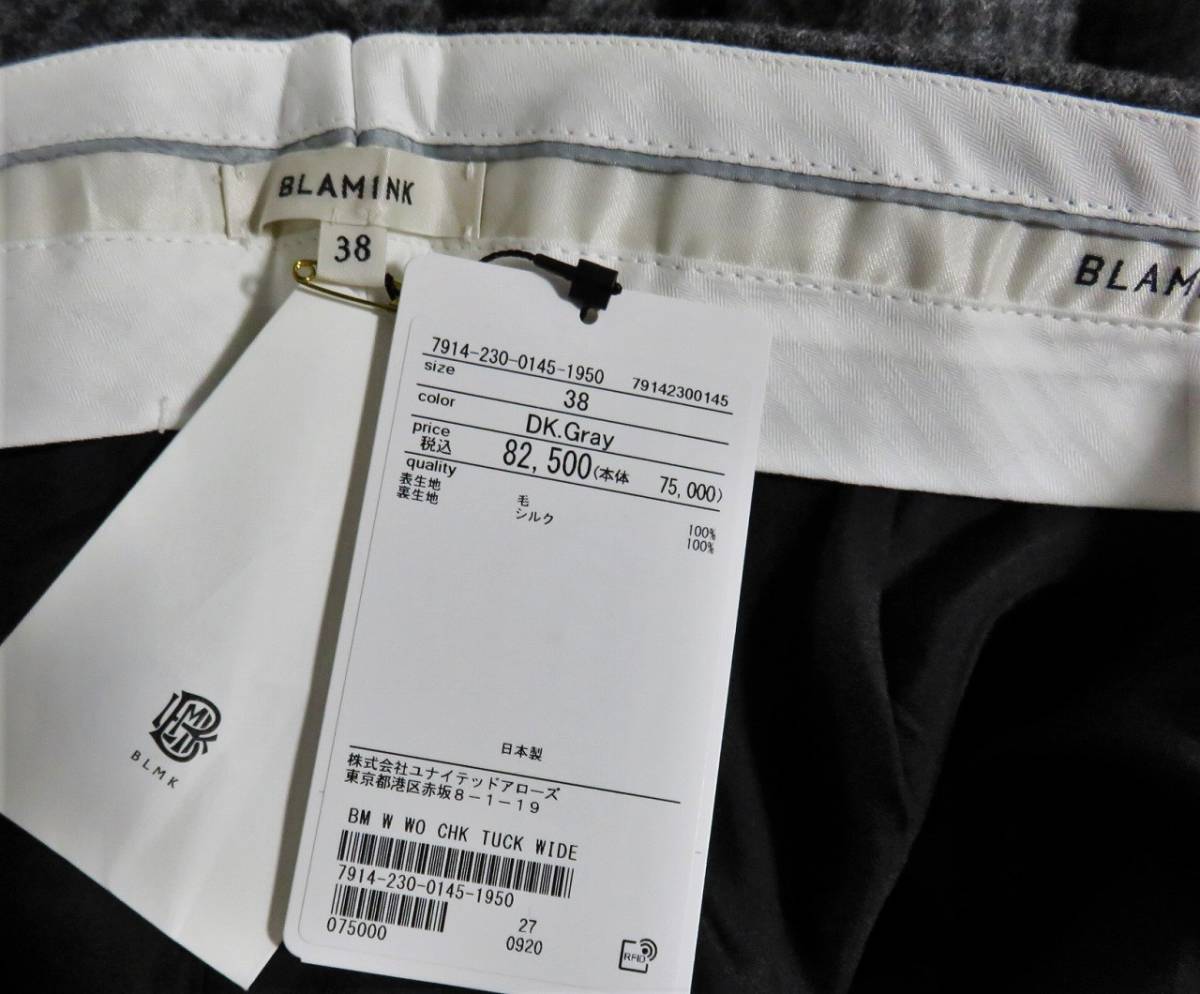 BLAMINK
38
BLAM
7914-230-0145-1950 79142300145
size 38
color DK.Gray
price 税込 82,500(本体 75,000)
quality
表生地 毛 100%
裏生地 シルク 100%
日本製
株式会社ユナイテッドアローズ
東京都港区赤坂8-1-19
BM W WO CHK TUCK WIDE
7914-230-0145-1950
075000
27
0920
RFID
BLMK